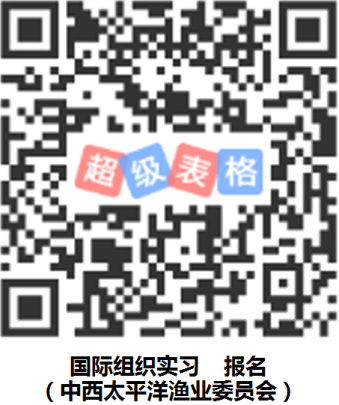 超级表格
国际组织实习 报名
（中西太平洋渔业委员会）